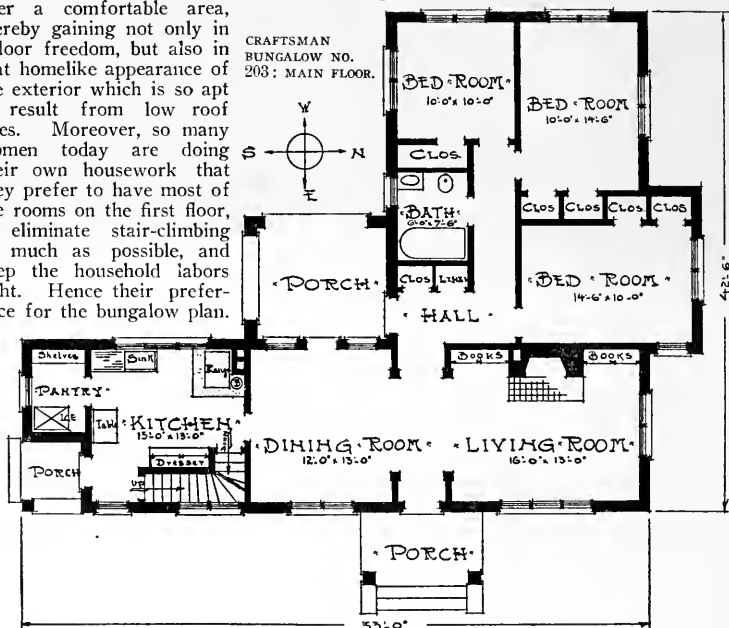 er a comfortable area,
ereby gaining not only in
loor freedom, but also in
at homelike appearance of
e exterior which is so apt
result from low roof
es. Moreover, so many
omen today are doing
eir own housework that
ey prefer to have most of
e rooms on the first floor,
eliminate stair-climbing
much as possible, and
ep the household labors
ht. Hence their prefer-
ce for the bungalow plan.
CRAFTSMAN
BUNGALOW NO.
203: MAIN FLOOR.
W
S N
E
BED ROOM
10'-0" x 10'-0"
BED ROOM
10'-0" x 14'-6"
CLOS.
BATH
6'-0" x 7'-6"
CLOS CLOS CLOS CLOS
BED ROOM
14'-6" x 10'-0"
PORCH
CLOS LINEN
HALL
42'-6"
BOOKS BOOKS
Shelves
Sink
Range
B
PANTRY
ICE
Table
KITCHEN
15'-0" x 13'-0"
Dresser
UP
DINING ROOM
12'-0" x 13'-0"
LIVING ROOM
16'-0" x 13'-0"
PORCH
PORCH